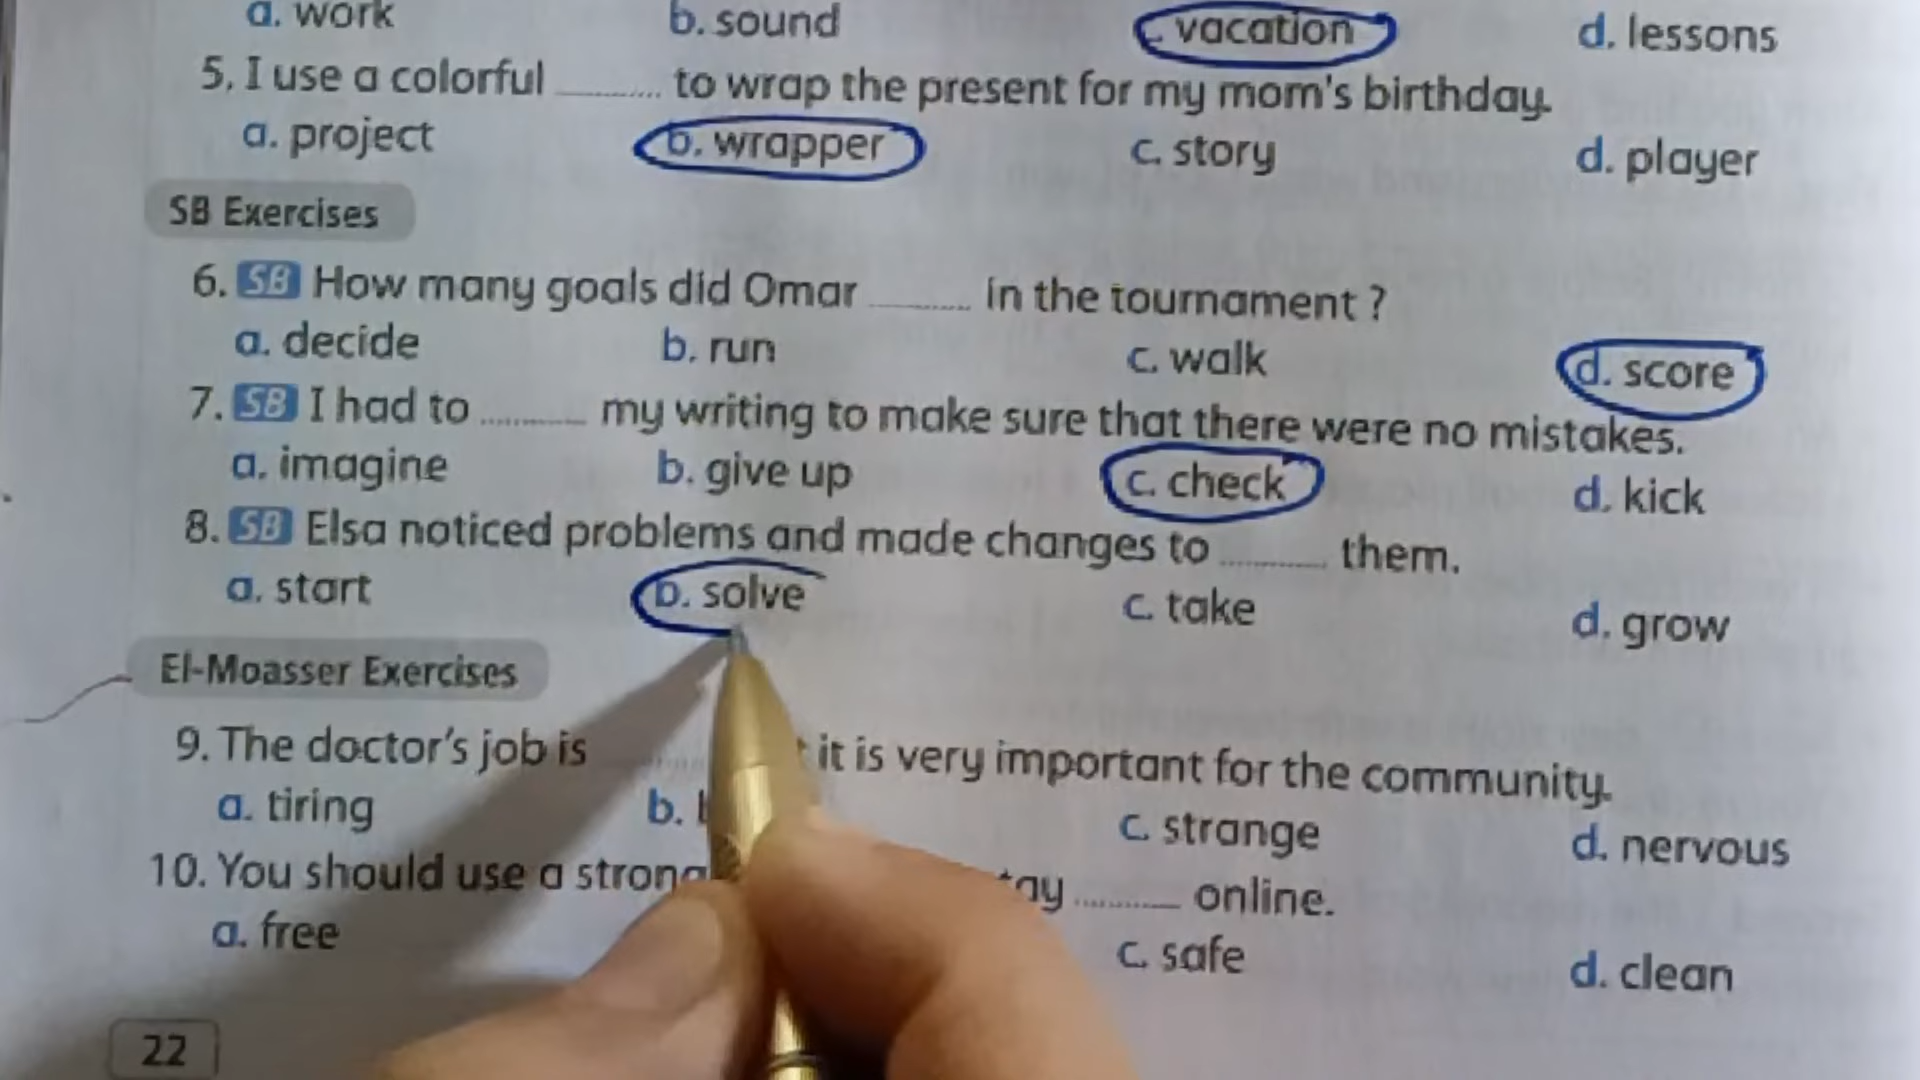 a. work b. sound c. vacation d. lessons
5. I use a colorful .......... to wrap the present for my mom's birthday.
a. project b. wrapper c. story d. player
SB Exercises
6. SB How many goals did Omar .......... in the tournament ?
a. decide b. run c. walk d. score
7. SB I had to .......... my writing to make sure that there were no mistakes.
a. imagine b. give up c. check d. kick
8. SB Elsa noticed problems and made changes to .......... them.
a. start b. solve c. take d. grow
El-Moasser Exercises
9. The doctor's job is .......... it is very important for the community.
a. tiring b. c. strange d. nervous
10. You should use a strong .......... online.
a. free c. safe d. clean
22